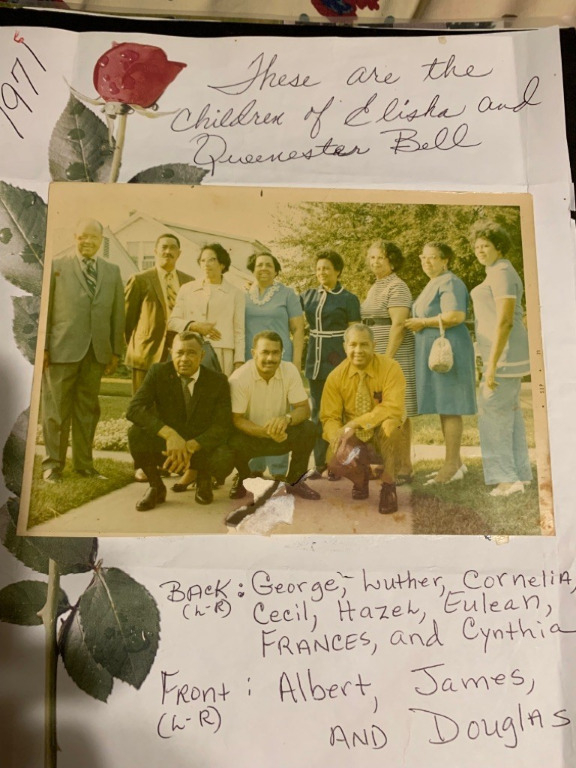 1971
These are the
Children of Elisha and
Queenester Bell
BACK: George, Luther, Cornelia,
(L-R) Cecil, Hazel, Eulean,
FRANCES, and Cynthia
Front: Albert, James,
(L-R) AND Douglas